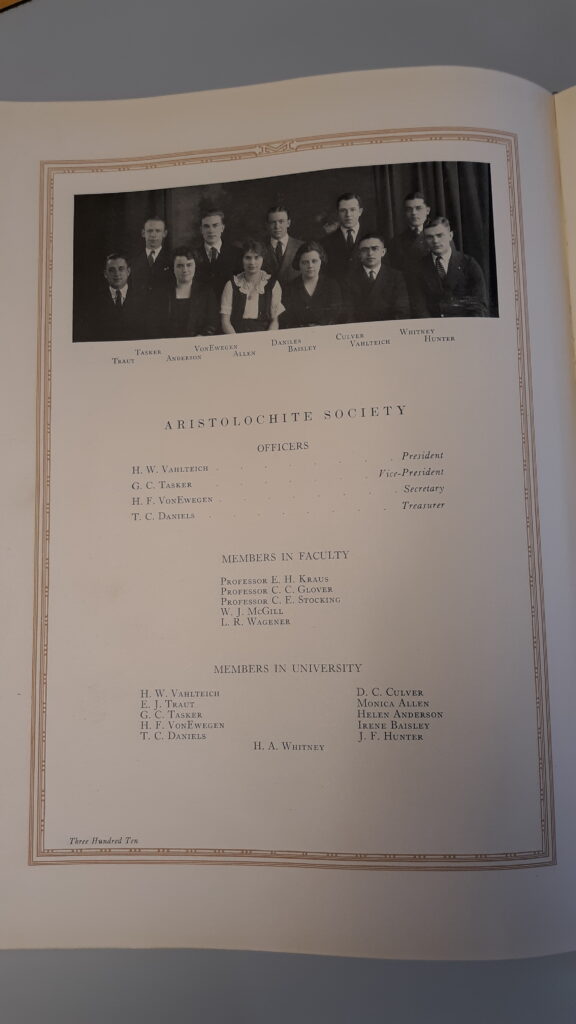 Tasker VonEwegen Daniles Culver Whitney
Traut Anderson Allen Baisley Vahlteich Hunter
ARISTOLOCHITE SOCIETY
OFFICERS
H. W. Vahlteich . . . . . . President
G. C. Tasker . . . . . . Vice-President
H. F. VonEwegen . . . . . . Secretary
T. C. Daniels . . . . . . Treasurer
MEMBERS IN FACULTY
Professor E. H. Kraus
Professor C. C. Glover
Professor C. E. Stocking
W. J. McGill
L. R. Wagener
MEMBERS IN UNIVERSITY
H. W. Vahlteich
E. J. Traut
G. C. Tasker
H. F. VonEwegen
T. C. Daniels
D. C. Culver
Monica Allen
Helen Anderson
Irene Baisley
J. F. Hunter
H. A. Whitney
Three Hundred Ten